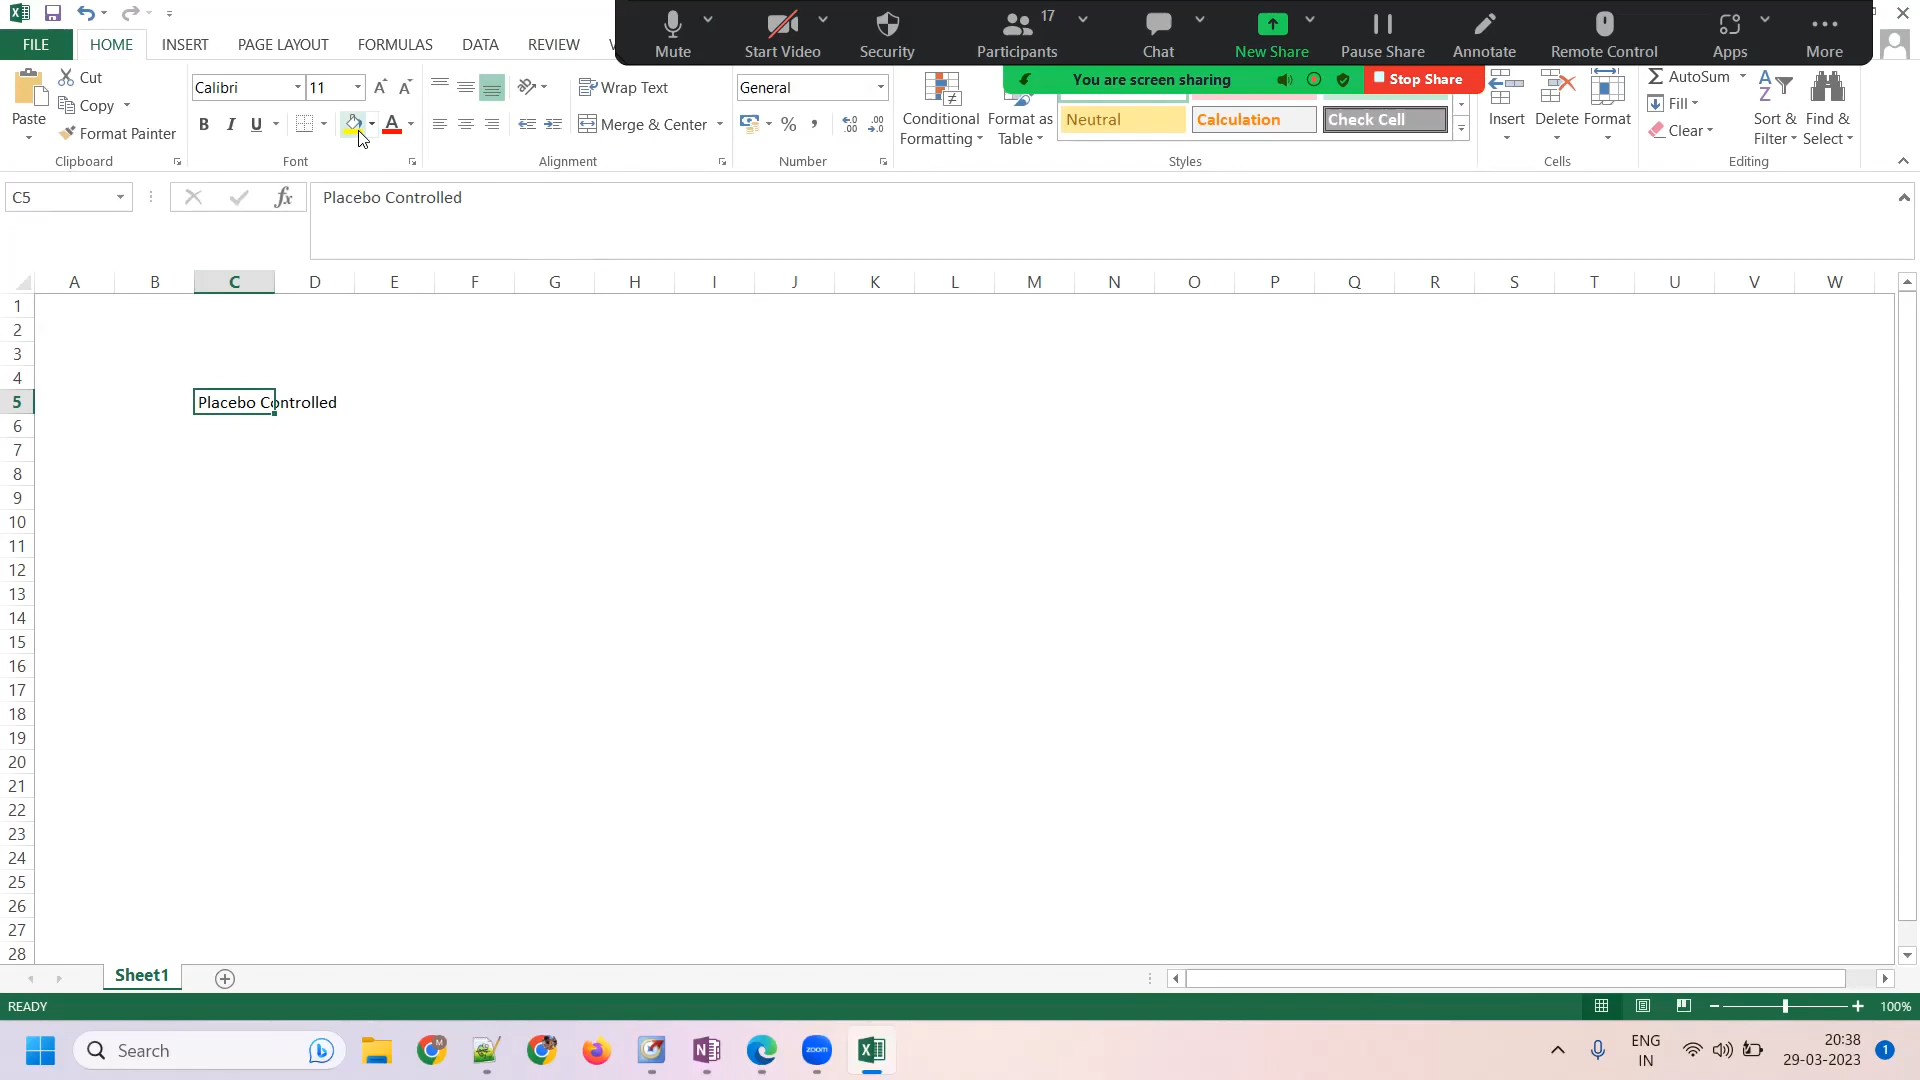 17
Mute
Start Video
Security
Participants
Chat
New Share
Pause Share
Annotate
Remote Control
Apps
More
FILE
HOME
INSERT
PAGE LAYOUT
FORMULAS
DATA
REVIEW
You are screen sharing
Stop Share
Paste
Cut
Copy
Format Painter
Clipboard
Calibri
11
B I U
Font
Wrap Text
Merge & Center
Alignment
General
%
Number
Conditional
Formatting
Format as
Table
Neutral
Calculation
Check Cell
Styles
Insert
Delete
Format
Cells
AutoSum
Fill
Clear
Sort &
Filter
Find &
Select
Editing
C5
fx
Placebo Controlled
A B C D E F G H I J K L M N O P Q R S T U V W
1
2
3
4
5
Placebo Controlled
6
7
8
9
10
11
12
13
14
15
16
17
18
19
20
21
22
23
24
25
26
27
28
Sheet1
READY
100%
Search
zoom
ENG
IN
20:38
29-03-2023
1